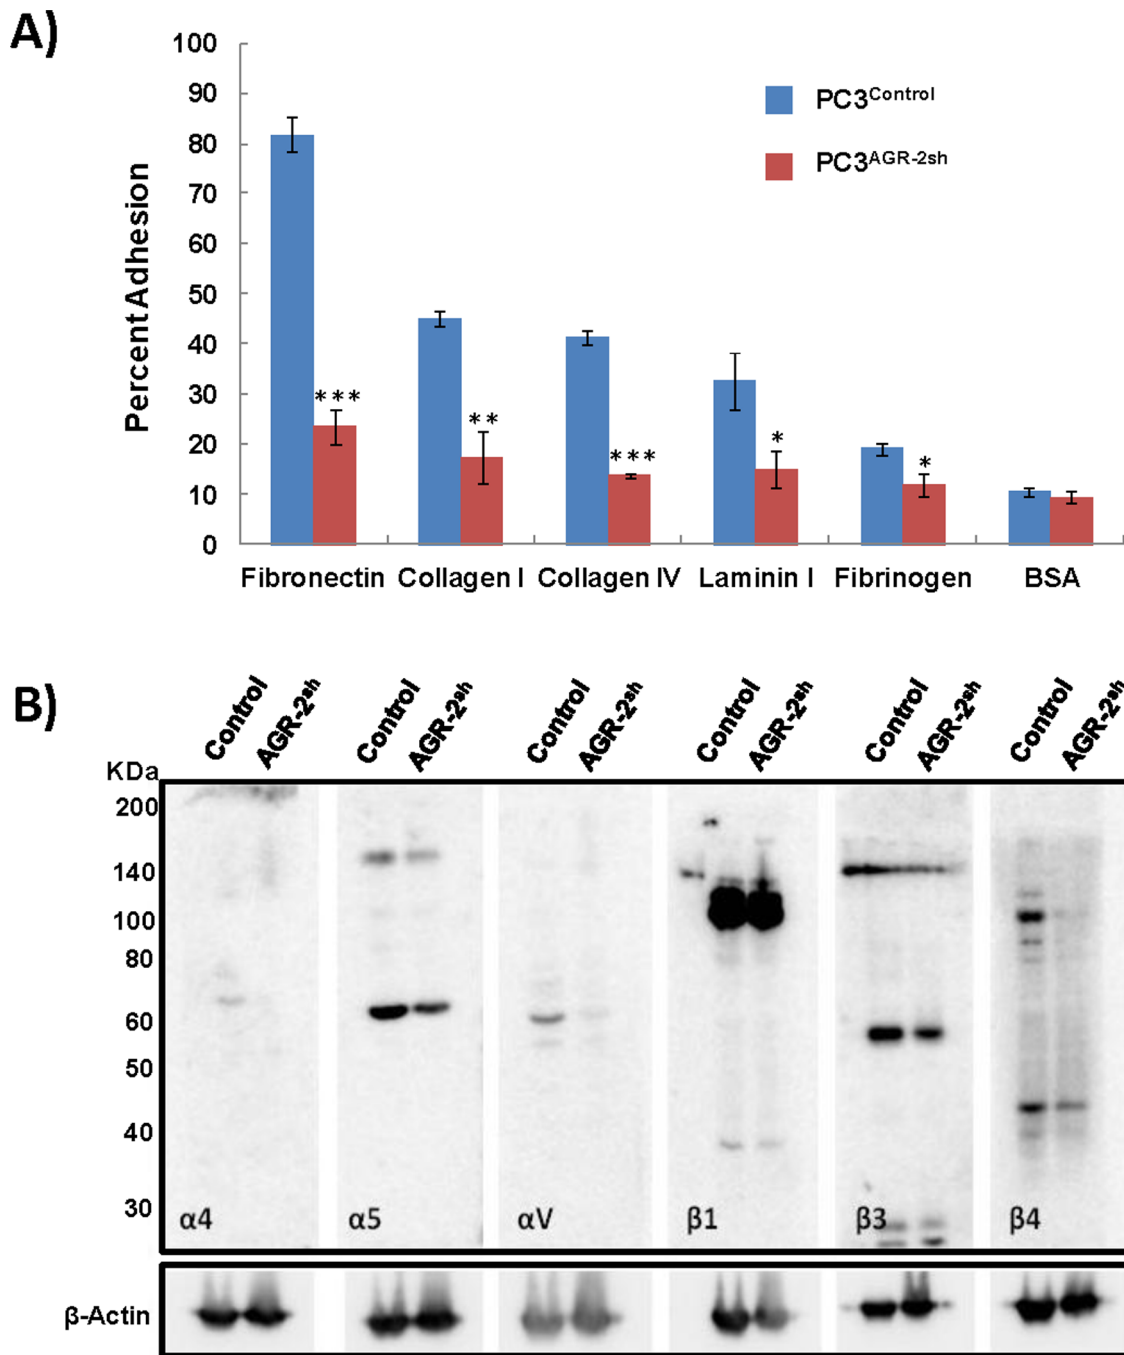 A)
100
90
80
70
60
50
40
30
20
10
0
Percent Adhesion
PC3Control
PC3AGR-2sh
***
**
***
*
*
Fibronectin Collagen I Collagen IV Laminin I Fibrinogen BSA
B)
Control AGR-2sh Control AGR-2sh Control AGR-2sh Control AGR-2sh Control AGR-2sh Control AGR-2sh
KDa
200
140
100
80
60
50
40
30
α4 α5 αV β1 β3 β4
β-Actin